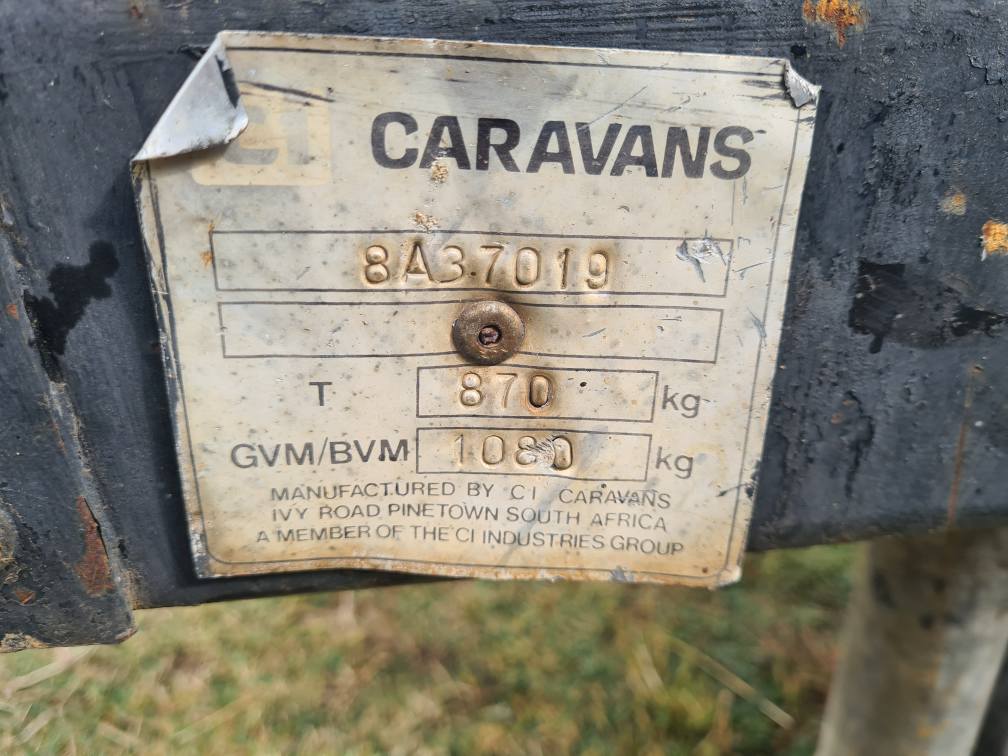 CI CARAVANS
8A37019
T 870 kg
GVM/BVM 1080 kg
MANUFACTURED BY CI CARAVANS
IVY ROAD PINETOWN SOUTH AFRICA
A MEMBER OF THE CI INDUSTRIES GROUP